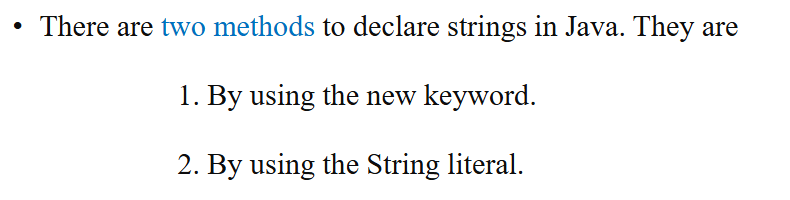 • There are two methods to declare strings in Java. They are
1. By using the new keyword.
2. By using the String literal.